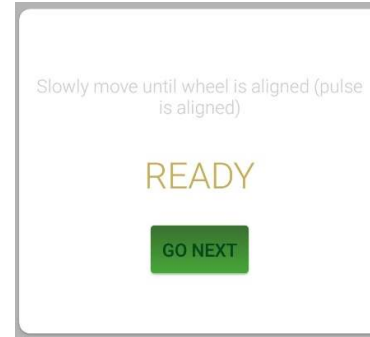 Slowly move until wheel is aligned (pulse
is aligned)
READY
GO NEXT